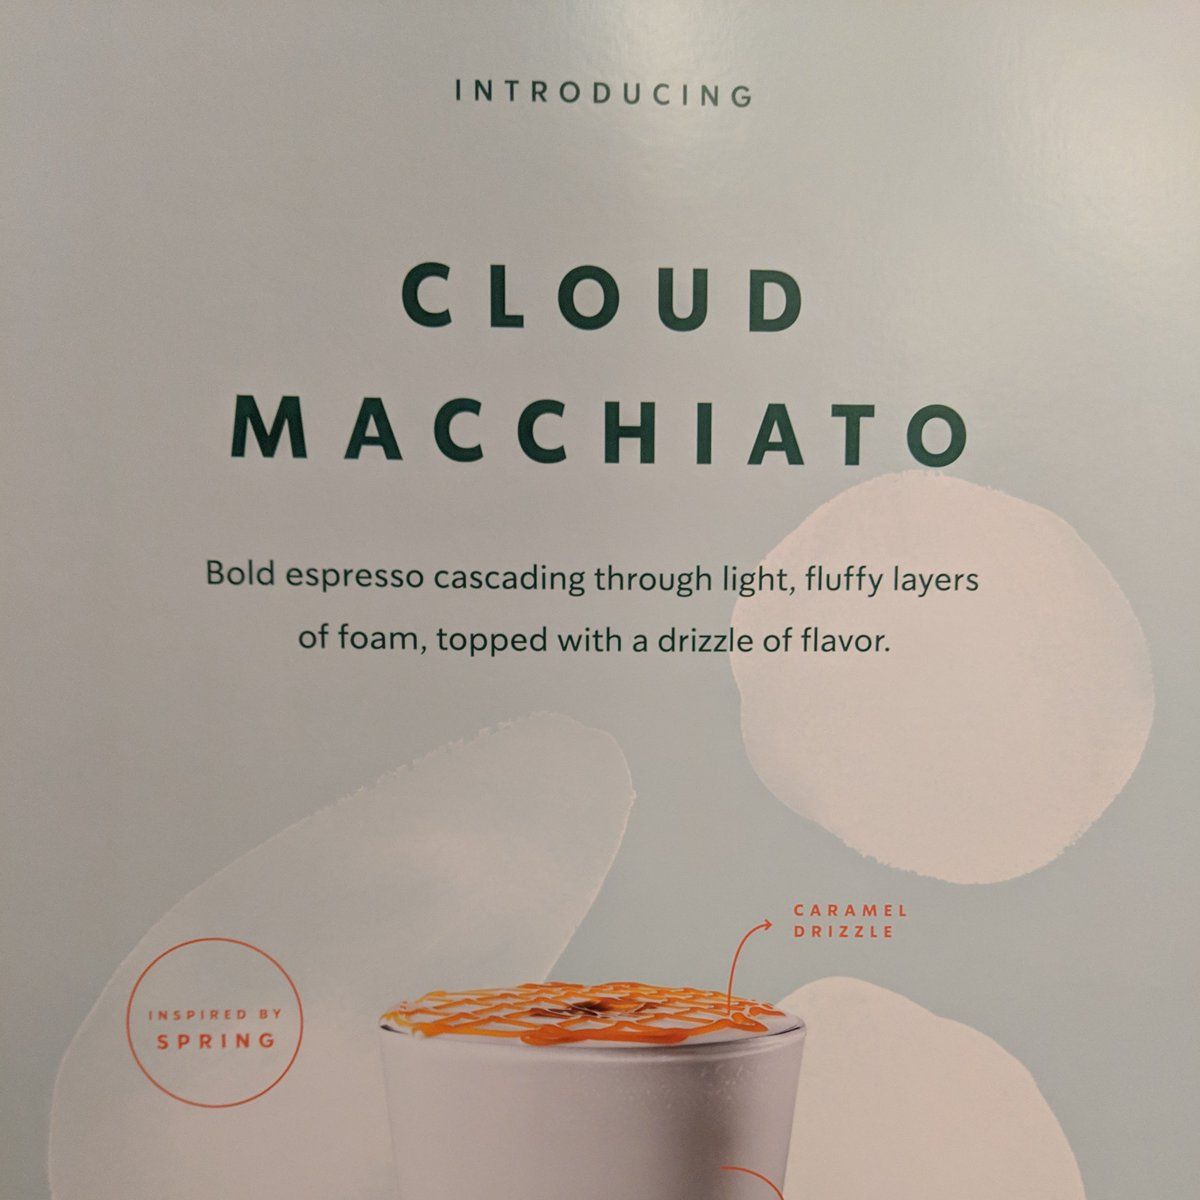 INTRODUCING
CLOUD
MACCHIATO
Bold espresso cascading through light, fluffy layers
of foam, topped with a drizzle of flavor.
CARAMEL
DRIZZLE
INSPIRED BY
SPRING